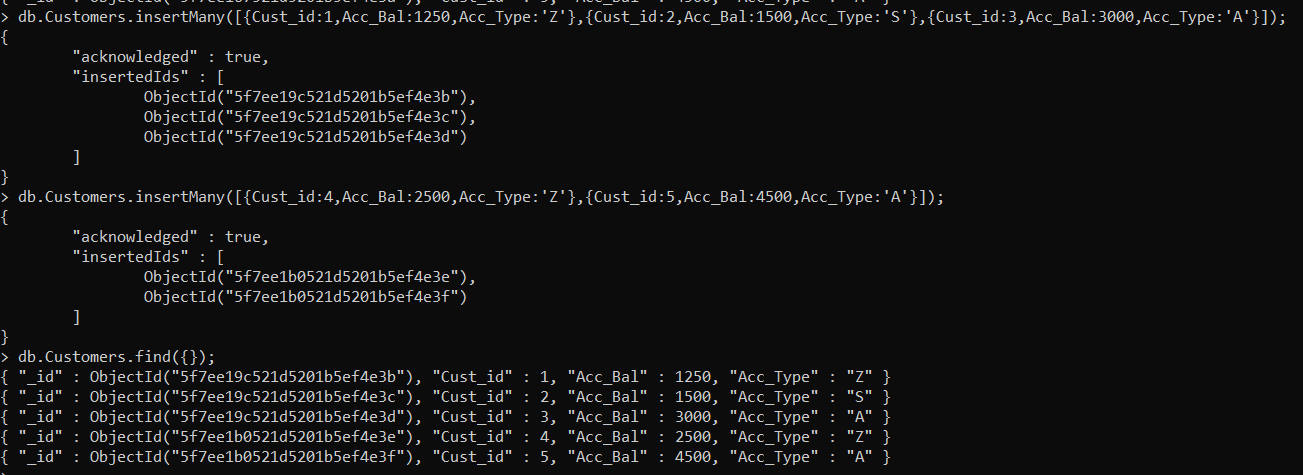 > db.Customers.insertMany([{Cust_id:1,Acc_Bal:1250,Acc_Type:'Z'},{Cust_id:2,Acc_Bal:1500,Acc_Type:'S'},{Cust_id:3,Acc_Bal:3000,Acc_Type:'A'}]);
{
        "acknowledged" : true,
        "insertedIds" : [
                ObjectId("5f7ee19c521d5201b5ef4e3b"),
                ObjectId("5f7ee19c521d5201b5ef4e3c"),
                ObjectId("5f7ee19c521d5201b5ef4e3d")
        ]
}
> db.Customers.insertMany([{Cust_id:4,Acc_Bal:2500,Acc_Type:'Z'},{Cust_id:5,Acc_Bal:4500,Acc_Type:'A'}]);
{
        "acknowledged" : true,
        "insertedIds" : [
                ObjectId("5f7ee1b0521d5201b5ef4e3e"),
                ObjectId("5f7ee1b0521d5201b5ef4e3f")
        ]
}
> db.Customers.find({});
{ "_id" : ObjectId("5f7ee19c521d5201b5ef4e3b"), "Cust_id" : 1, "Acc_Bal" : 1250, "Acc_Type" : "Z" }
{ "_id" : ObjectId("5f7ee19c521d5201b5ef4e3c"), "Cust_id" : 2, "Acc_Bal" : 1500, "Acc_Type" : "S" }
{ "_id" : ObjectId("5f7ee19c521d5201b5ef4e3d"), "Cust_id" : 3, "Acc_Bal" : 3000, "Acc_Type" : "A" }
{ "_id" : ObjectId("5f7ee1b0521d5201b5ef4e3e"), "Cust_id" : 4, "Acc_Bal" : 2500, "Acc_Type" : "Z" }
{ "_id" : ObjectId("5f7ee1b0521d5201b5ef4e3f"), "Cust_id" : 5, "Acc_Bal" : 4500, "Acc_Type" : "A" }